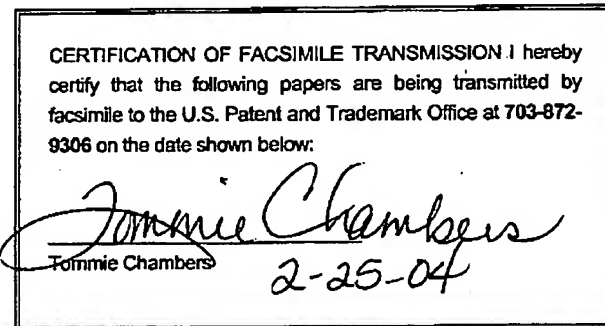 CERTIFICATION OF FACSIMILE TRANSMISSION I hereby
certify that the following papers are being transmitted by
facsimile to the U.S. Patent and Trademark Office at 703-872-
9306 on the date shown below:
Tommie Chambers
Tommie Chambers
2-25-04